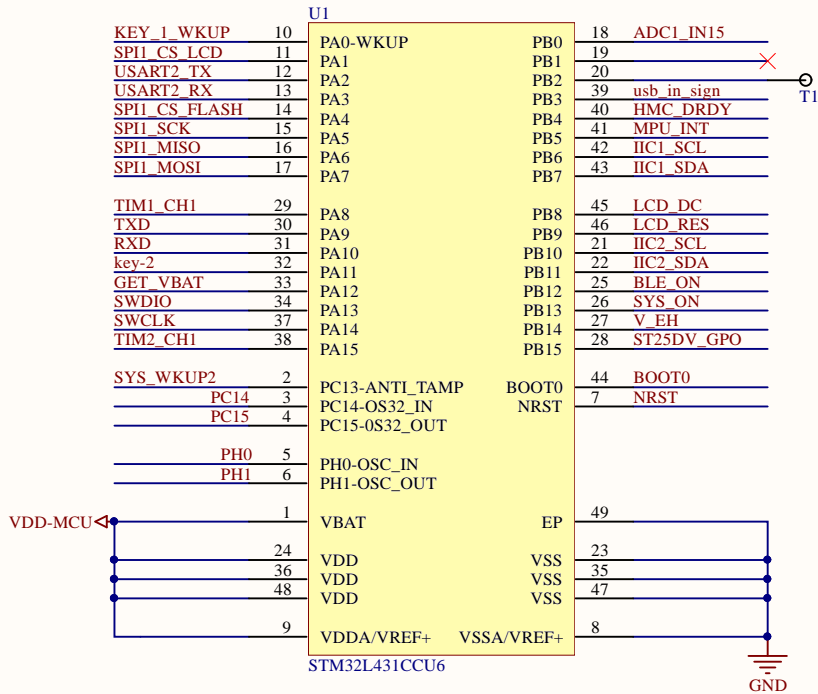 U1
KEY_1_WKUP 10 PA0-WKUP PB0 18 ADC1_IN15
SPI1_CS_LCD 11 PA1 PB1 19
USART2_TX 12 PA2 PB2 20 T1
USART2_RX 13 PA3 PB3 39 usb_in_sign
SPI1_CS_FLASH 14 PA4 PB4 40 HMC_DRDY
SPI1_SCK 15 PA5 PB5 41 MPU_INT
SPI1_MISO 16 PA6 PB6 42 IIC1_SCL
SPI1_MOSI 17 PA7 PB7 43 IIC1_SDA
TIM1_CH1 29 PA8 PB8 45 LCD_DC
TXD 30 PA9 PB9 46 LCD_RES
RXD 31 PA10 PB10 21 IIC2_SCL
key-2 32 PA11 PB11 22 IIC2_SDA
GET_VBAT 33 PA12 PB12 25 BLE_ON
SWDIO 34 PA13 PB13 26 SYS_ON
SWCLK 37 PA14 PB14 27 V_EH
TIM2_CH1 38 PA15 PB15 28 ST25DV_GPO
SYS_WKUP2 2 PC13-ANTI_TAMP BOOT0 44 BOOT0
PC14 3 PC14-OS32_IN NRST 7 NRST
PC15 4 PC15-0S32_OUT
PH0 5 PH0-OSC_IN
PH1 6 PH1-OSC_OUT
VDD-MCU 1 VBAT EP 49
24 VDD VSS 23
36 VDD VSS 35
48 VDD VSS 47
9 VDDA/VREF+ VSSA/VREF+ 8
STM32L431CCU6
GND